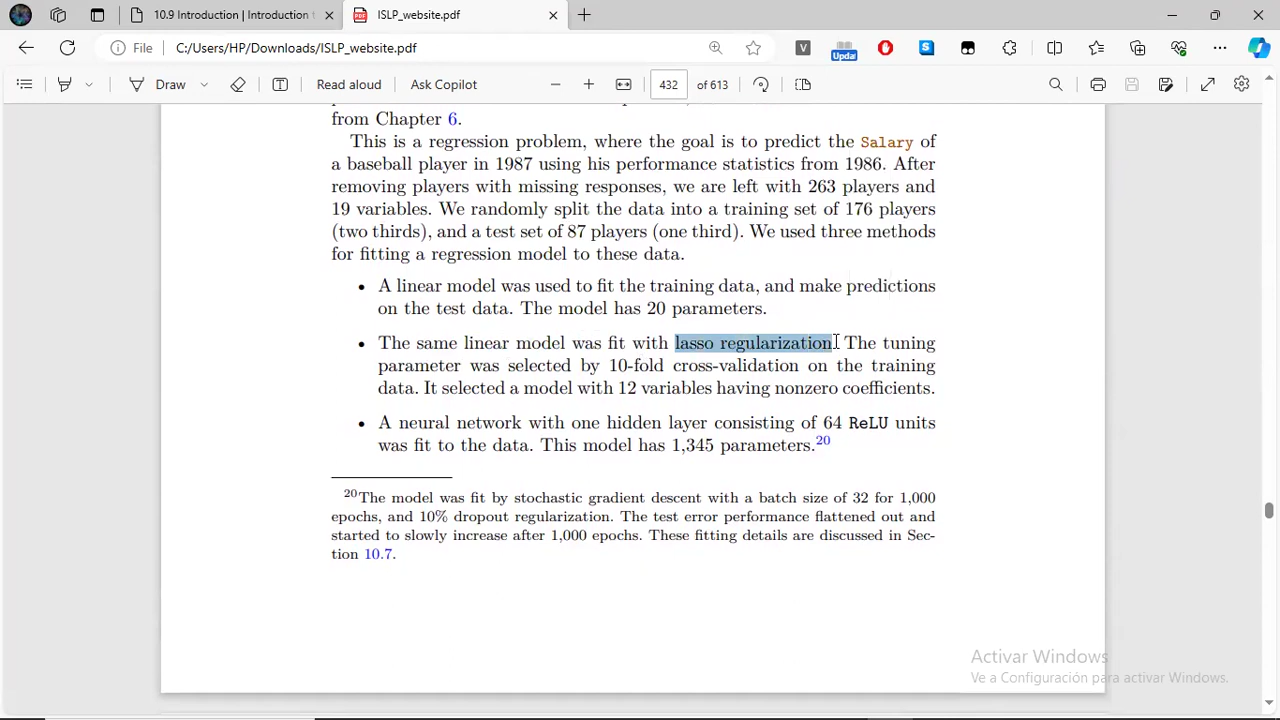 10.9 Introduction | Introduction t
ISLP_website.pdf
File
C:/Users/HP/Downloads/ISLP_website.pdf
Upda
Draw
Read aloud
Ask Copilot
432 of 613
from Chapter 6.
This is a regression problem, where the goal is to predict the Salary of
a baseball player in 1987 using his performance statistics from 1986. After
removing players with missing responses, we are left with 263 players and
19 variables. We randomly split the data into a training set of 176 players
(two thirds), and a test set of 87 players (one third). We used three methods
for fitting a regression model to these data.
• A linear model was used to fit the training data, and make predictions
on the test data. The model has 20 parameters.
• The same linear model was fit with lasso regularization. The tuning
parameter was selected by 10-fold cross-validation on the training
data. It selected a model with 12 variables having nonzero coefficients.
• A neural network with one hidden layer consisting of 64 ReLU units
was fit to the data. This model has 1,345 parameters.20
20The model was fit by stochastic gradient descent with a batch size of 32 for 1,000
epochs, and 10% dropout regularization. The test error performance flattened out and
started to slowly increase after 1,000 epochs. These fitting details are discussed in Sec-
tion 10.7.
Activar Windows
Ve a Configuración para activar Windows.